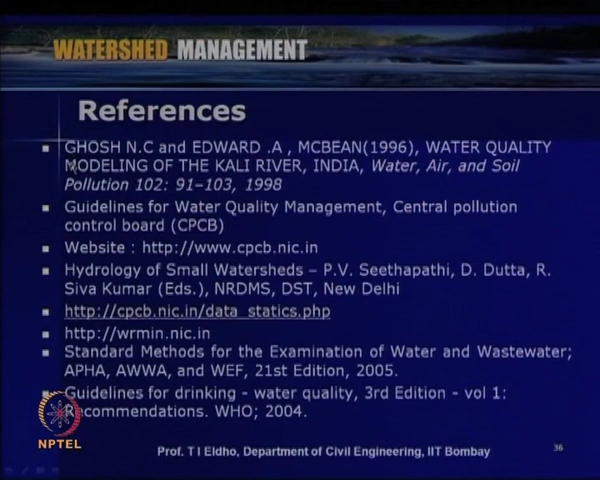 WATERSHED MANAGEMENT
References
GHOSH N.C and EDWARD .A , MCBEAN(1996), WATER QUALITY
MODELING OF THE KALI RIVER, INDIA, Water, Air, and Soil
Pollution 102: 91–103, 1998
Guidelines for Water Quality Management, Central pollution
control board (CPCB)
Website : http://www.cpcb.nic.in
Hydrology of Small Watersheds – P.V. Seethapathi, D. Dutta, R.
Siva Kumar (Eds.), NRDMS, DST, New Delhi
http://cpcb.nic.in/data_statics.php
http://wrmin.nic.in
Standard Methods for the Examination of Water and Wastewater;
APHA, AWWA, and WEF, 21st Edition, 2005.
Guidelines for drinking - water quality, 3rd Edition - vol 1:
Recommendations. WHO; 2004.
NPTEL
Prof. T I Eldho, Department of Civil Engineering, IIT Bombay
36